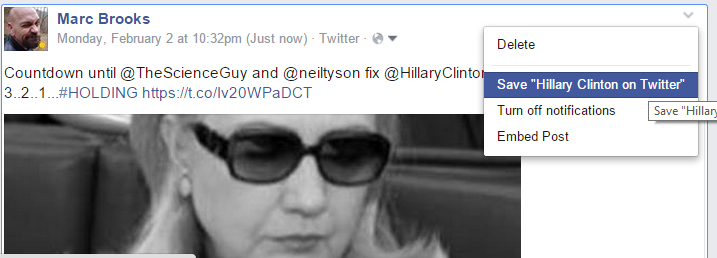 Marc Brooks
Monday, February 2 at 10:32pm (Just now) · Twitter ·
Countdown until @TheScienceGuy and @neiltyson fix @HillaryClinton
3..2..1...#HOLDING https://t.co/lv20WPaDCT
Delete
Save "Hillary Clinton on Twitter"
Turn off notifications
Save "Hillary
Embed Post